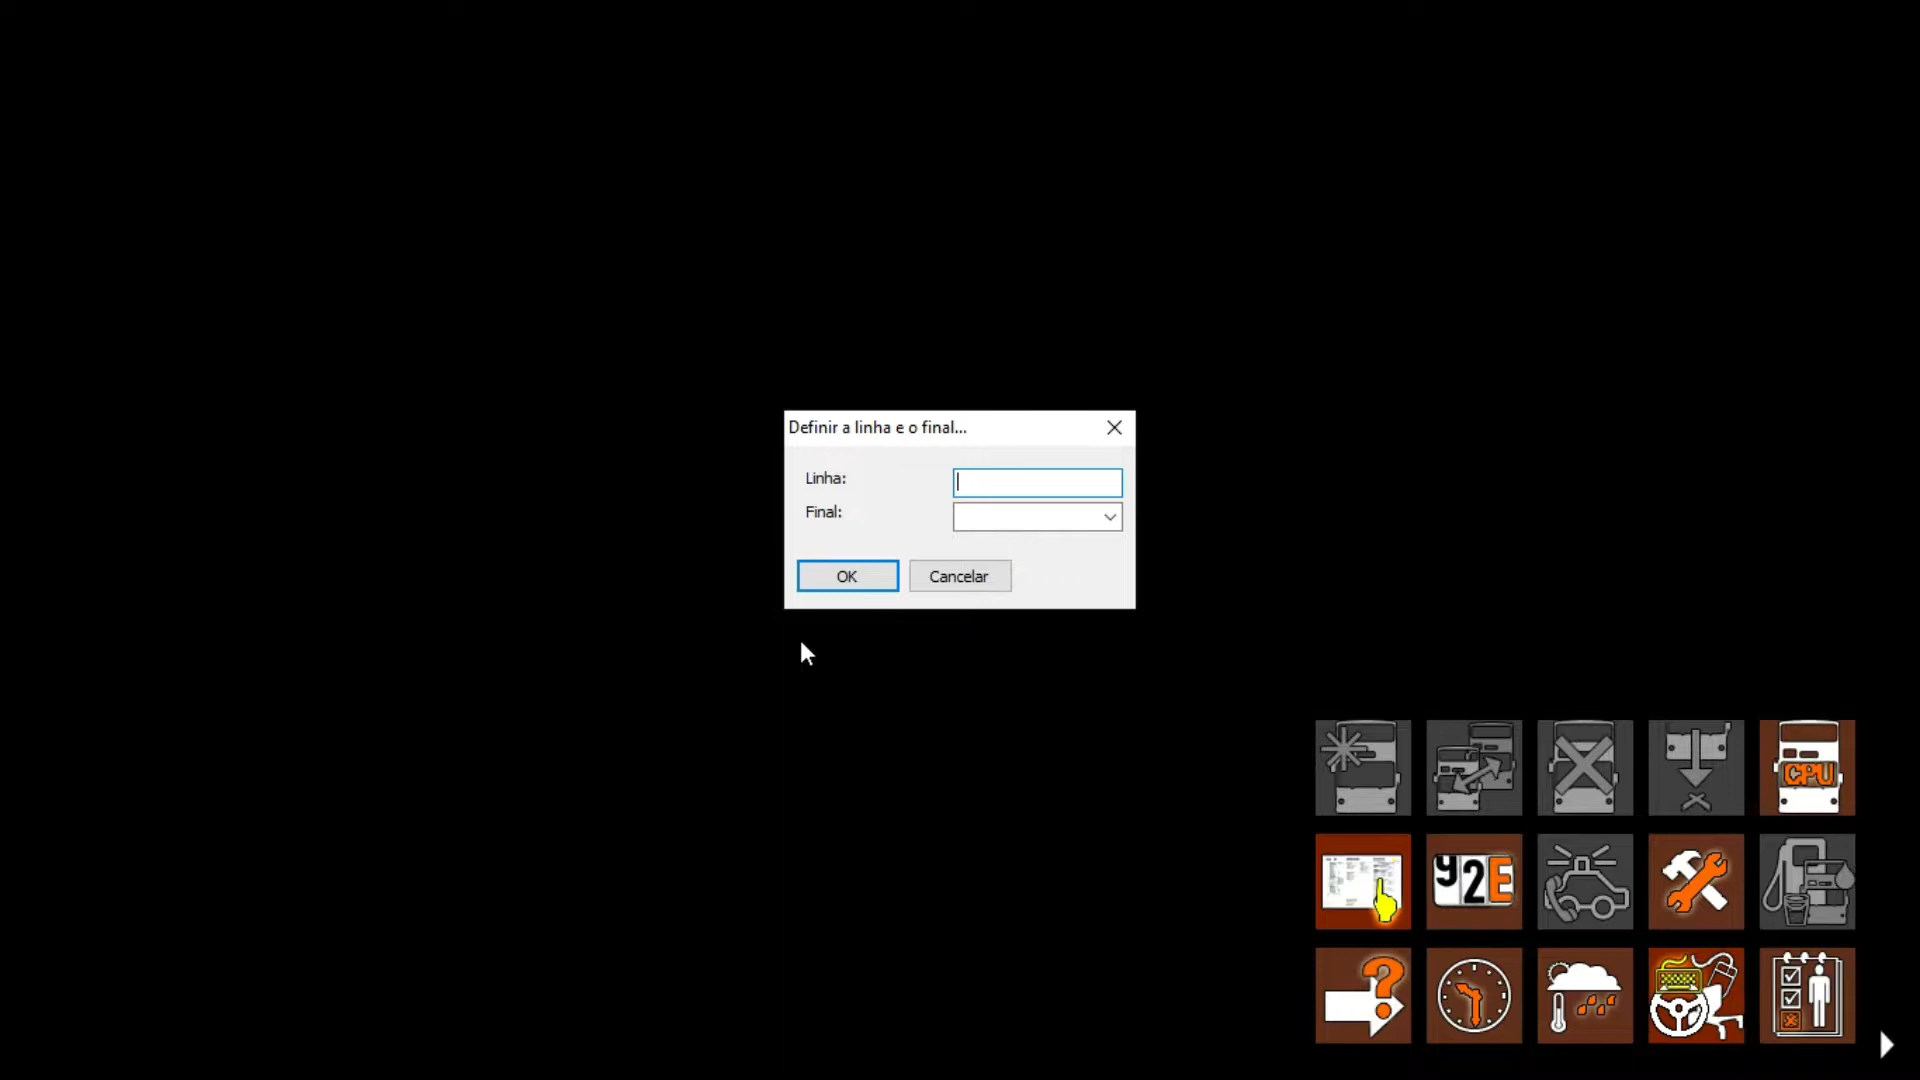 Definir a linha e o final...
Linha:
Final:
OK
Cancelar
CPU
92E
?